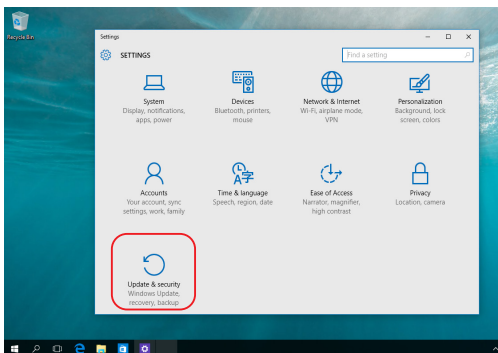 Recycle Bin
Settings
SETTINGS
Find a setting
System
Display, notifications,
apps, power
Devices
Bluetooth, printers,
mouse
Network & Internet
Wi-Fi, airplane mode,
VPN
Personalization
Background, lock
screen, colors
Accounts
Your account, sync
settings, work, family
Time & language
Speech, region, date
Ease of Access
Narrator, magnifier,
high contrast
Privacy
Location, camera
Update & security
Windows Update,
recovery, backup